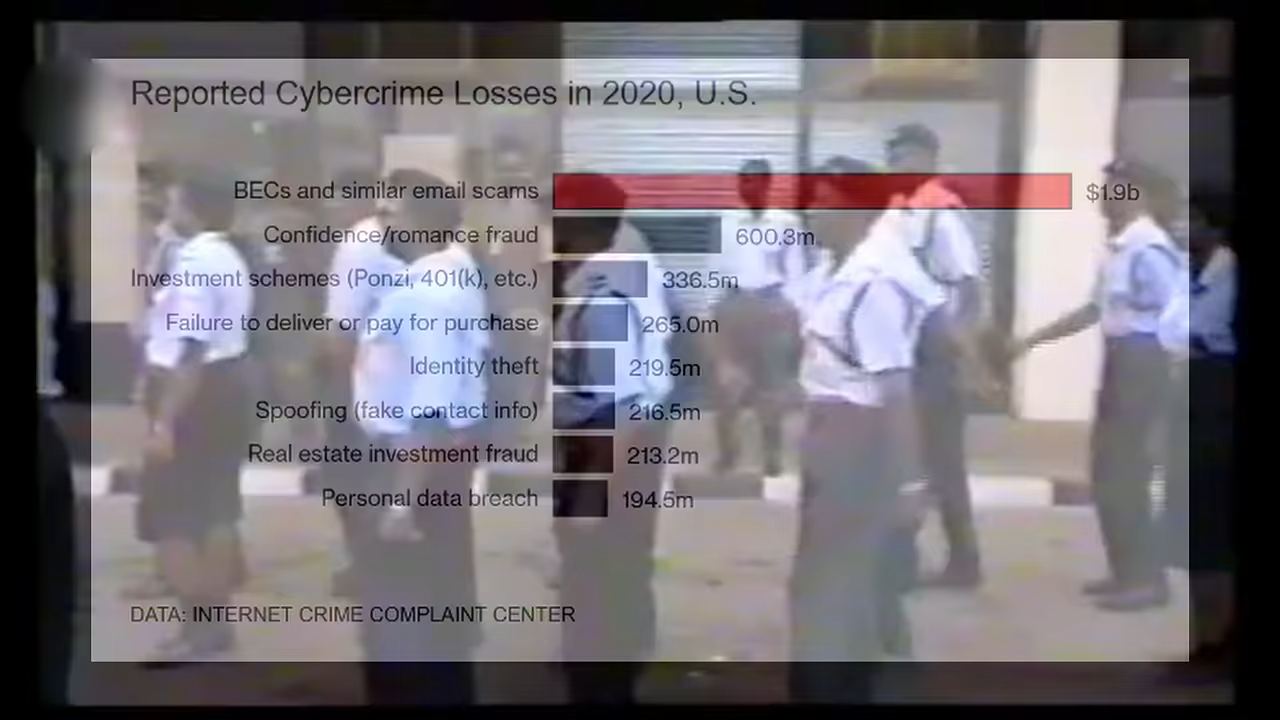 Reported Cybercrime Losses in 2020, U.S.
BECs and similar email scams $1.9b
Confidence/romance fraud 600.3m
Investment schemes (Ponzi, 401(k), etc.) 336.5m
Failure to deliver or pay for purchase 265.0m
Identity theft 219.5m
Spoofing (fake contact info) 216.5m
Real estate investment fraud 213.2m
Personal data breach 194.5m
DATA: INTERNET CRIME COMPLAINT CENTER